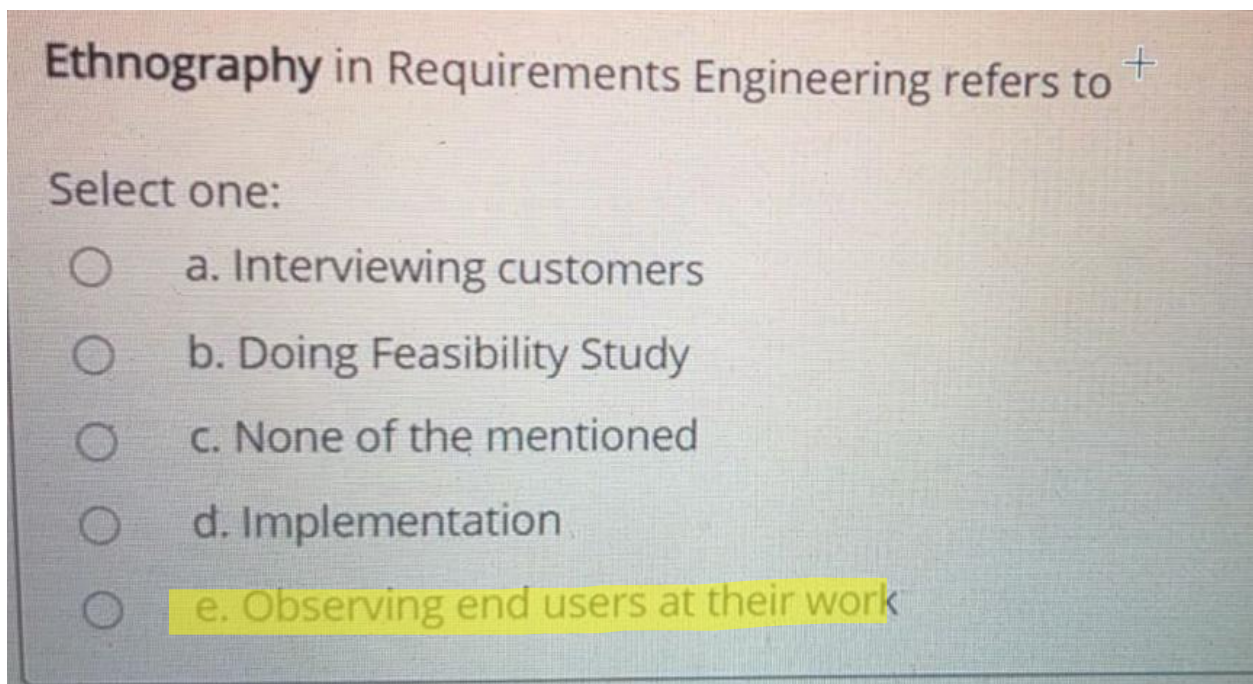 Ethnography in Requirements Engineering refers to
Select one:
a. Interviewing customers
b. Doing Feasibility Study
c. None of the mentioned
d. Implementation
e. Observing end users at their work